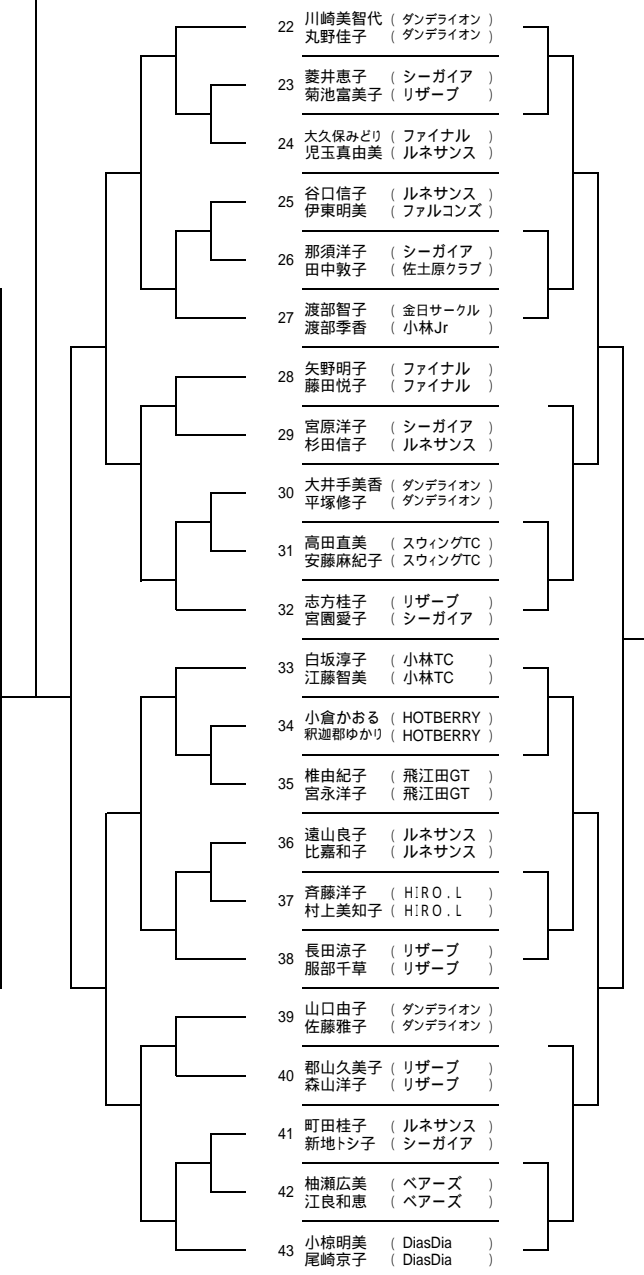 22 川崎美智代 ( ダンデライオン )
丸野佳子 ( ダンデライオン )
23 菱井恵子 ( シーガイア )
菊池富美子 ( リザーブ )
24 大久保みどり ( ファイナル )
児玉真由美 ( ルネサンス )
25 谷口信子 ( ルネサンス )
伊東明美 ( ファルコンズ )
26 那須洋子 ( シーガイア )
田中敦子 ( 佐土原クラブ )
27 渡部智子 ( 金日サークル )
渡部季香 ( 小林Jr )
28 矢野明子 ( ファイナル )
藤田悦子 ( ファイナル )
29 宮原洋子 ( シーガイア )
杉田信子 ( ルネサンス )
30 大井手美香 ( ダンデライオン )
平塚修子 ( ダンデライオン )
31 高田直美 ( スウィングTC )
安藤麻紀子 ( スウィングTC )
32 志方桂子 ( リザーブ )
宮園愛子 ( シーガイア )
33 白坂淳子 ( 小林TC )
江藤智美 ( 小林TC )
34 小倉かおる ( HOTBERRY )
釈迦郡ゆかり ( HOTBERRY )
35 椎由紀子 ( 飛江田GT )
宮永洋子 ( 飛江田GT )
36 遠山良子 ( ルネサンス )
比嘉和子 ( ルネサンス )
37 斉藤洋子 ( HIRO.L )
村上美知子 ( HIRO.L )
38 長田涼子 ( リザーブ )
服部千草 ( リザーブ )
39 山口由子 ( ダンデライオン )
佐藤雅子 ( ダンデライオン )
40 郡山久美子 ( リザーブ )
森山洋子 ( リザーブ )
41 町田桂子 ( ルネサンス )
新地トシ子 ( シーガイア )
42 柚瀬広美 ( ベアーズ )
江良和恵 ( ベアーズ )
43 小椋明美 ( DiasDia )
尾崎京子 ( DiasDia )